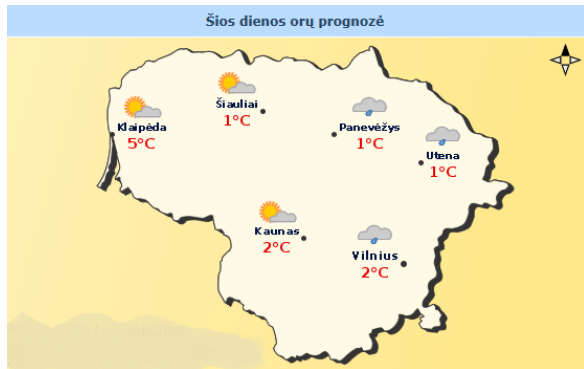 Šios dienos orų prognozė
Šiauliai
1°C
Klaipėda
5°C
Panevėžys
1°C
Utena
1°C
Kaunas
2°C
Vilnius
2°C